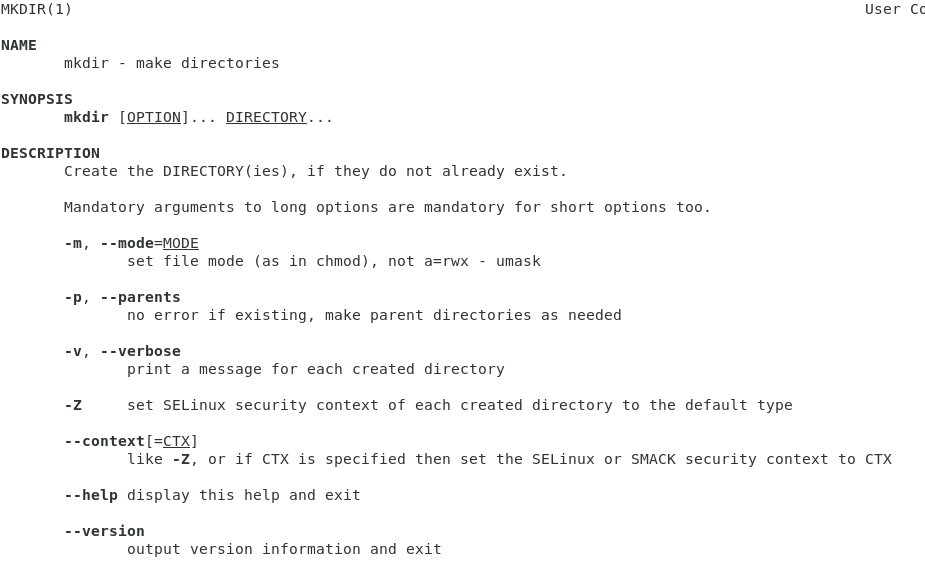 MKDIR(1) User Co
NAME
mkdir - make directories
SYNOPSIS
mkdir [OPTION]... DIRECTORY...
DESCRIPTION
Create the DIRECTORY(ies), if they do not already exist.
Mandatory arguments to long options are mandatory for short options too.
-m, --mode=MODE
set file mode (as in chmod), not a=rwx - umask
-p, --parents
no error if existing, make parent directories as needed
-v, --verbose
print a message for each created directory
-Z set SELinux security context of each created directory to the default type
--context[=CTX]
like -Z, or if CTX is specified then set the SELinux or SMACK security context to CTX
--help display this help and exit
--version
output version information and exit